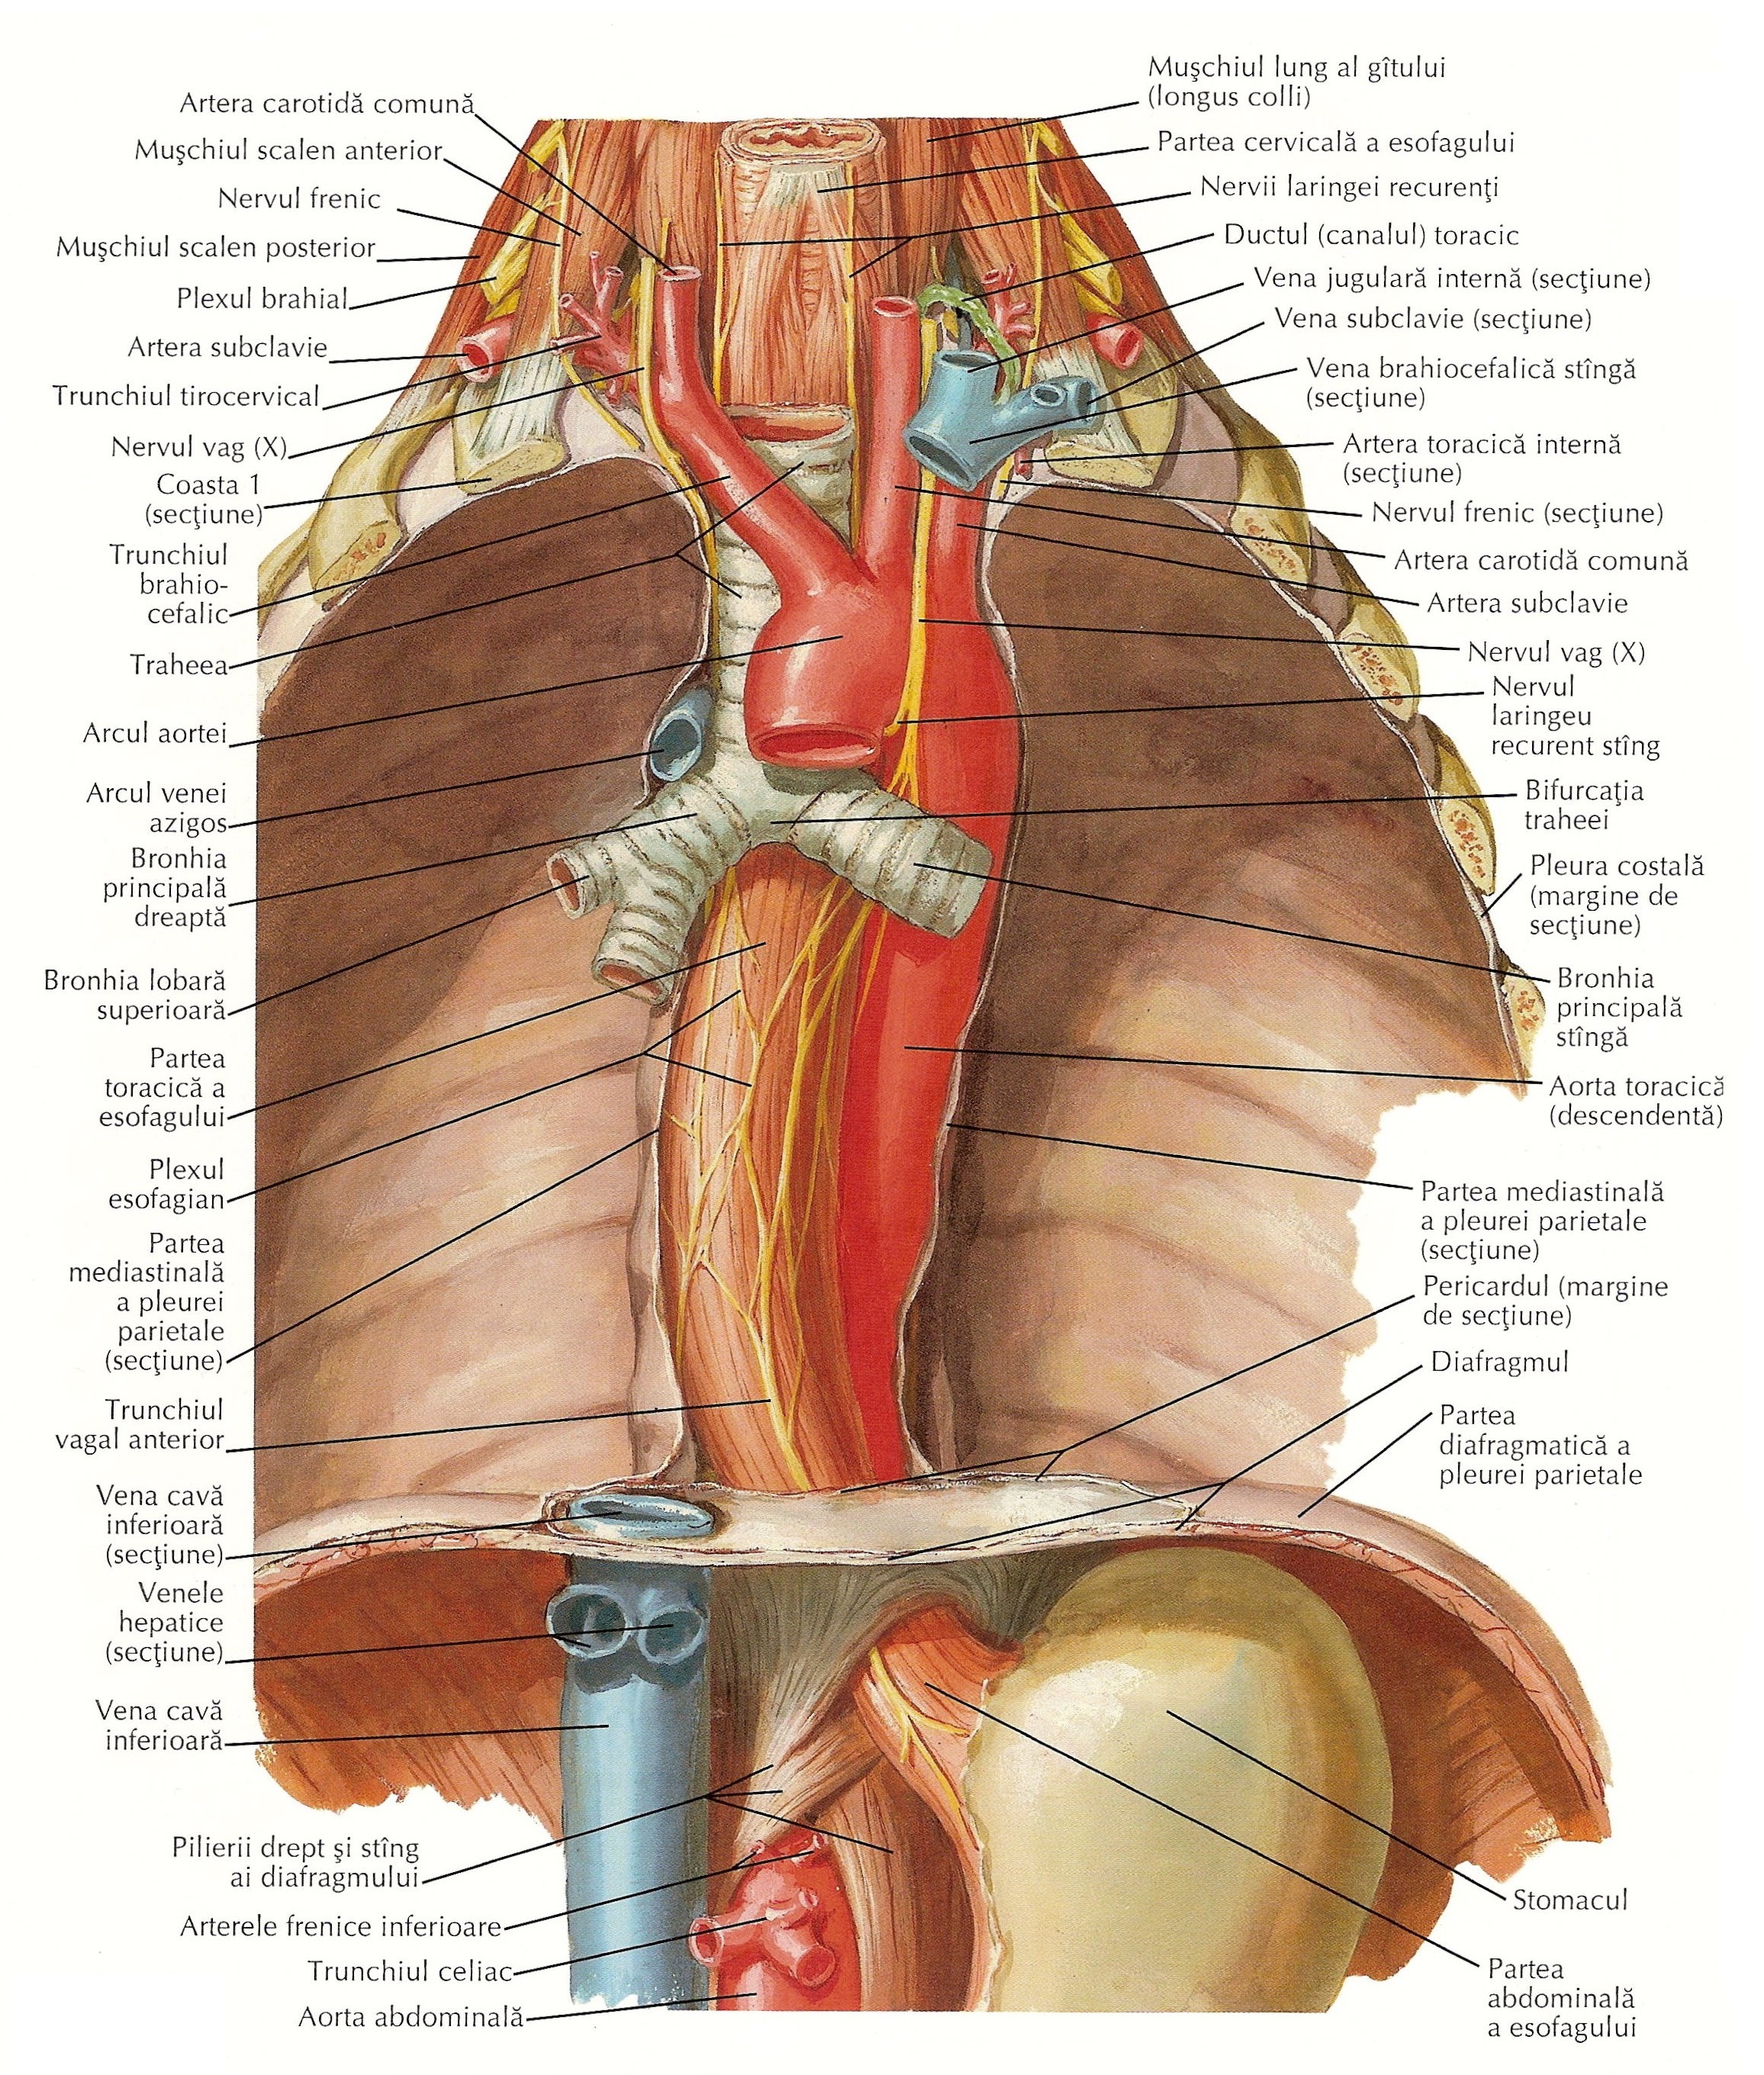 Artera carotidă comună
Muşchiul scalen anterior
Nervul frenic
Muşchiul scalen posterior
Plexul brahial
Artera subclavie
Trunchiul tirocervical
Nervul vag (X)
Coasta 1
(secţiune)
Trunchiul
brahio-
cefalic
Traheea
Arcul aortei
Arcul venei
azigos
Bronhia
principală
dreaptă
Bronhia lobară
superioară
Partea
toracică a
esofagului
Plexul
esofagian
Partea
mediastinală
a pleurei
parietale
(secţiune)
Trunchiul
vagal anterior
Vena cavă
inferioară
(secţiune)
Venele
hepatice
(secţiune)
Vena cavă
inferioară
Pilierii drept şi stîng
ai diafragmului
Arterele frenice inferioare
Trunchiul celiac
Aorta abdominală
Muşchiul lung al gîtului
(longus colli)
Partea cervicală a esofagului
Nervii laringei recurenţi
Ductul (canalul) toracic
Vena jugulară internă (secţiune)
Vena subclavie (secţiune)
Vena brahiocefalică stîngă
(secţiune)
Artera toracică internă
(secţiune)
Nervul frenic (secţiune)
Artera carotidă comună
Artera subclavie
Nervul vag (X)
Nervul
laringeu
recurent stîng
Bifurcaţia
traheei
Pleura costală
(margine de
secţiune)
Bronhia
principală
stîngă
Aorta toracică
(descendentă)
Partea mediastinală
a pleurei parietale
(secţiune)
Pericardul (margine
de secţiune)
Diafragmul
Partea
diafragmatică a
pleurei parietale
Stomacul
Partea
abdominală
a esofagului